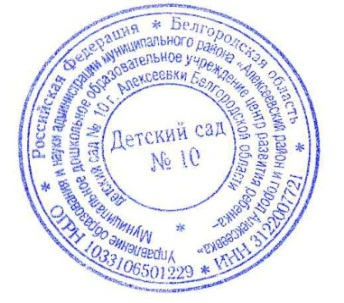 Российская Федерация * Белгородская область *
ОГРН 1033106501229 * ИНН 3122007721 *
Управление образования и науки администрации муниципального района «Алексеевский район и город Алексеевка»
Муниципальное дошкольное образовательное учреждение центр развития ребенка-
детский сад № 10 г. Алексеевки Белгородской области
*
Детский сад
№ 10